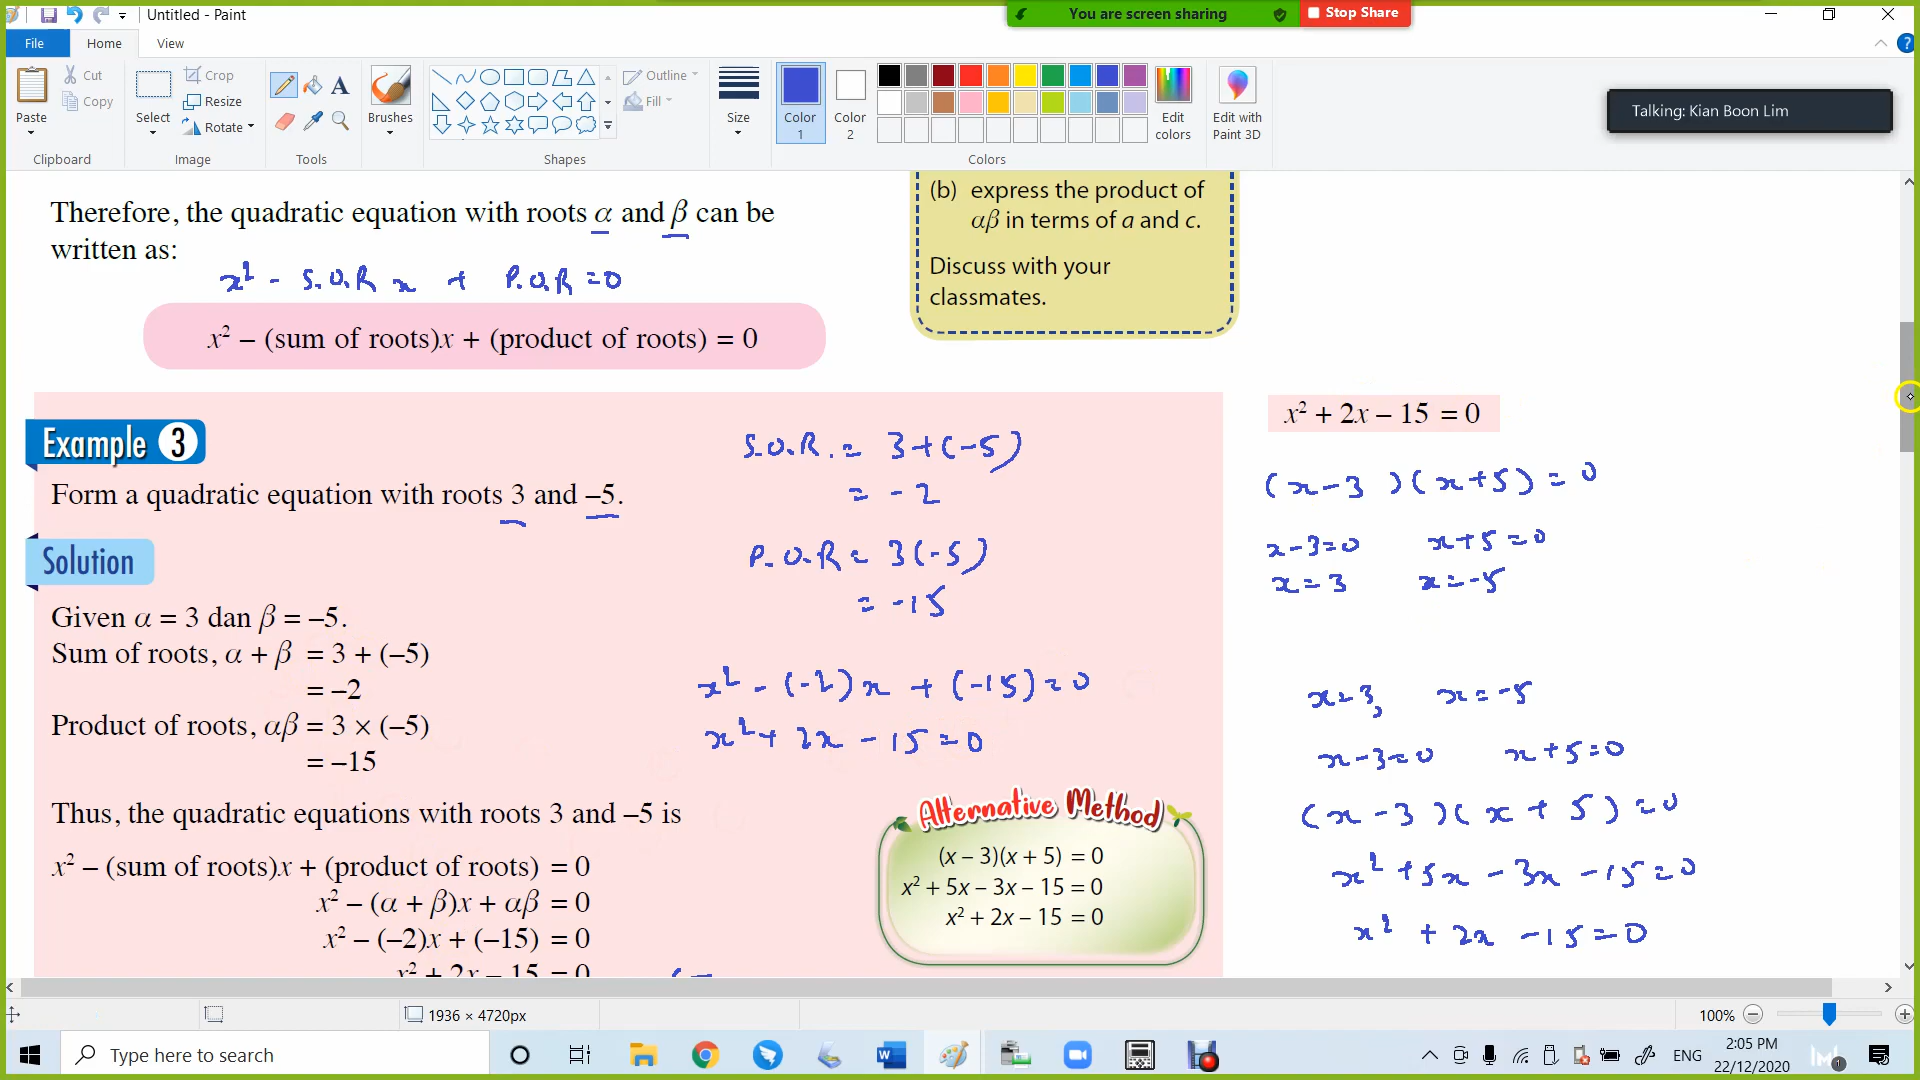 Untitled - Paint
You are screen sharing
Stop Share
File
Home
View
Cut
Copy
Paste
Clipboard
Select
Crop
Resize
Rotate
Image
Tools
Brushes
Shapes
Outline
Fill
Size
Color 1
Color 2
Colors
Edit colors
Edit with Paint 3D
Talking: Kian Boon Lim
Therefore, the quadratic equation with roots α and β can be
written as:
x² - S.O.R x + P.O.R = 0
x² − (sum of roots)x + (product of roots) = 0
(b) express the product of
αβ in terms of a and c.
Discuss with your
classmates.
Example 3
Form a quadratic equation with roots 3 and –5.
Solution
Given α = 3 dan β = –5.
Sum of roots, α + β = 3 + (–5)
= –2
Product of roots, αβ = 3 × (–5)
= –15
Thus, the quadratic equations with roots 3 and –5 is
x² – (sum of roots)x + (product of roots) = 0
x² – (α + β)x + αβ = 0
x² – (–2)x + (–15) = 0
x² + 2x – 15 = 0
S.O.R. = 3+(-5)
= -2
P.O.R = 3(-5)
= -15
x² - (-2)x + (-15) = 0
x² + 2x - 15 = 0
Alternative Method
(x – 3)(x + 5) = 0
x² + 5x – 3x – 15 = 0
x² + 2x – 15 = 0
x² + 2x – 15 = 0
(x-3)(x+5) = 0
x-3=0 x+5=0
x=3 x=-5
x=3, x=-5
x-3=0 x+5=0
(x-3)(x+5)=0
x²+5x-3x-15=0
x²+2x-15=0
1936 × 4720px
100%
Type here to search
ENG
2:05 PM
22/12/2020
1